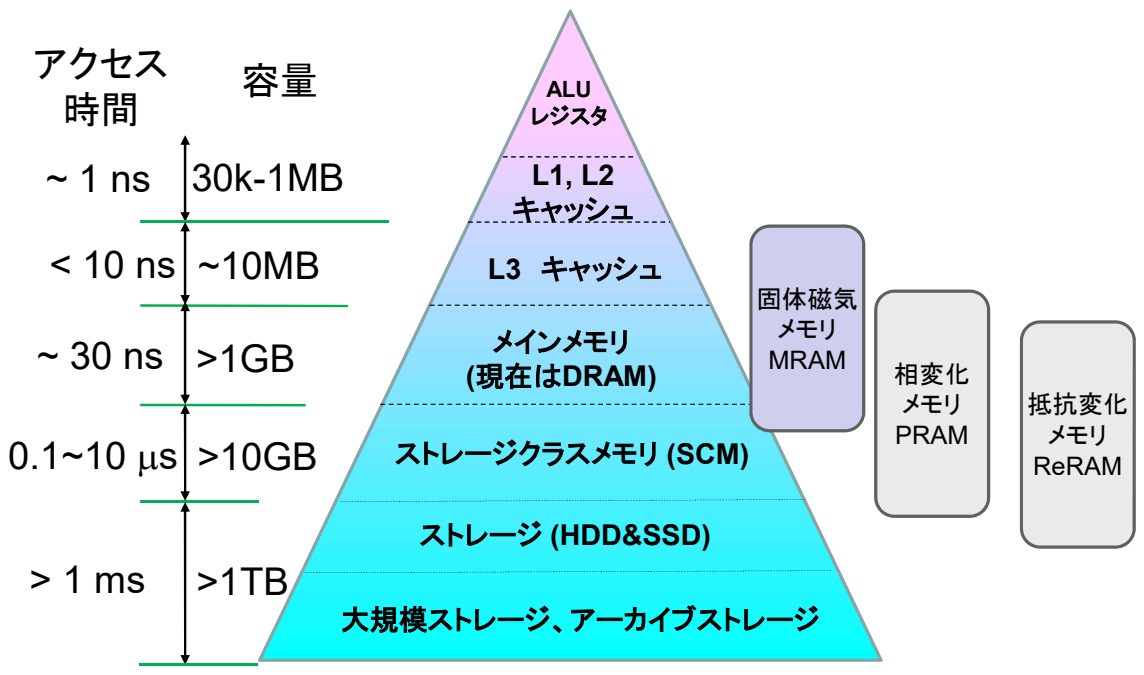 アクセス
時間
容量
~ 1 ns
30k-1MB
< 10 ns
~10MB
~ 30 ns
>1GB
0.1~10 μs
>10GB
> 1 ms
>1TB
ALU
レジスタ
L1, L2
キャッシュ
L3 キャッシュ
メインメモリ
(現在はDRAM)
ストレージクラスメモリ (SCM)
ストレージ (HDD&SSD)
大規模ストレージ、アーカイブストレージ
固体磁気
メモリ
MRAM
相変化
メモリ
PRAM
抵抗変化
メモリ
ReRAM